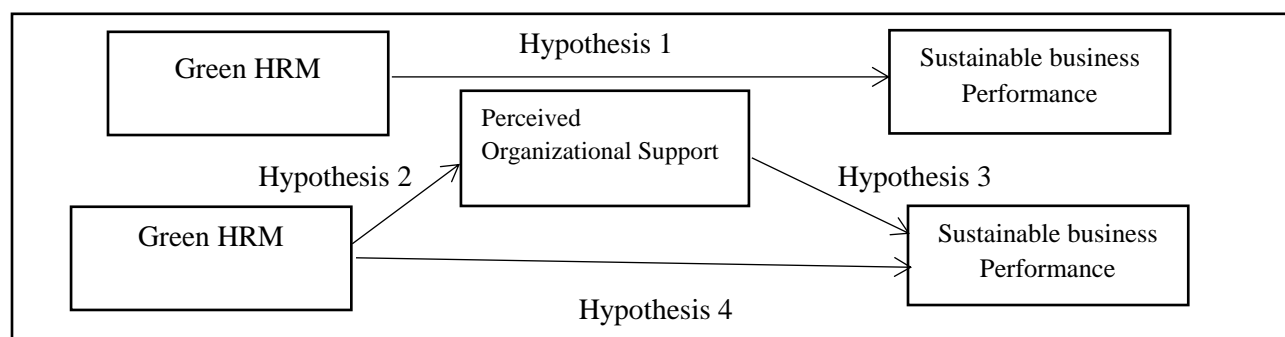 Hypothesis 1
Green HRM
Sustainable business
Performance
Perceived
Organizational Support
Hypothesis 2
Hypothesis 3
Green HRM
Sustainable business
Performance
Hypothesis 4